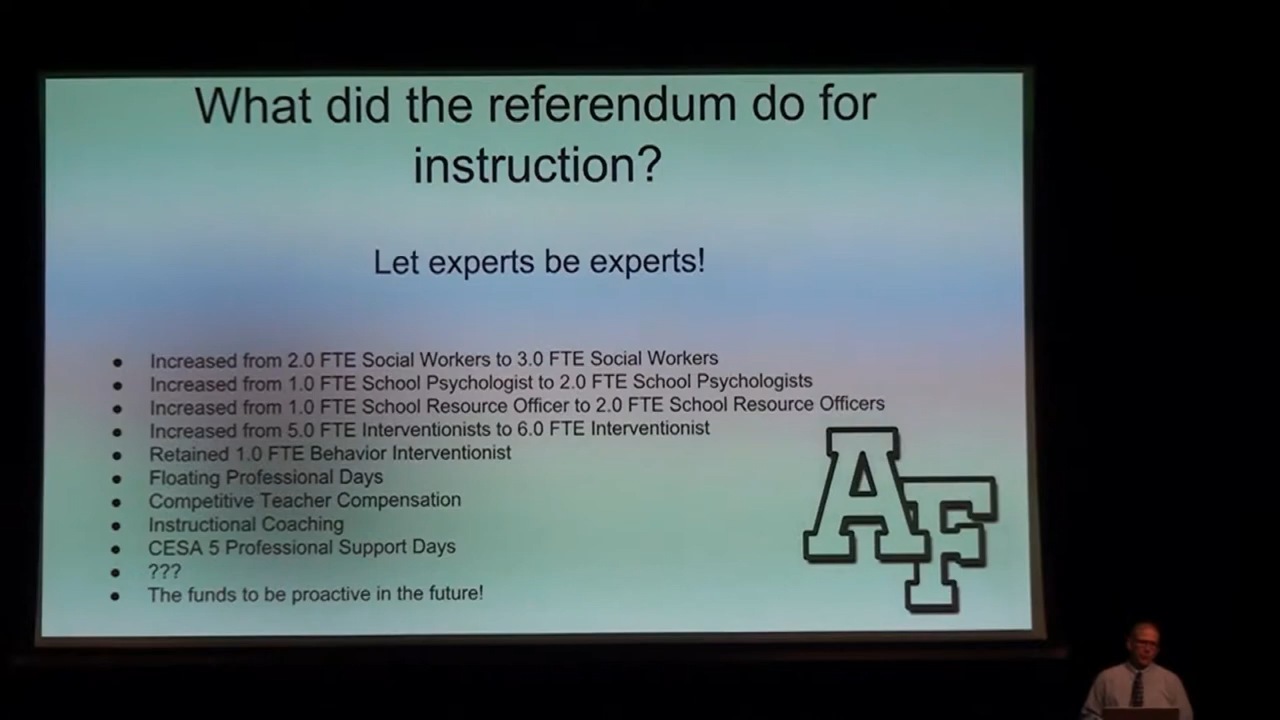 What did the referendum do for
instruction?
Let experts be experts!
● Increased from 2.0 FTE Social Workers to 3.0 FTE Social Workers
● Increased from 1.0 FTE School Psychologist to 2.0 FTE School Psychologists
● Increased from 1.0 FTE School Resource Officer to 2.0 FTE School Resource Officers
● Increased from 5.0 FTE Interventionists to 6.0 FTE Interventionist
● Retained 1.0 FTE Behavior Interventionist
● Floating Professional Days
● Competitive Teacher Compensation
● Instructional Coaching
● CESA 5 Professional Support Days
● ???
● The funds to be proactive in the future!
AF